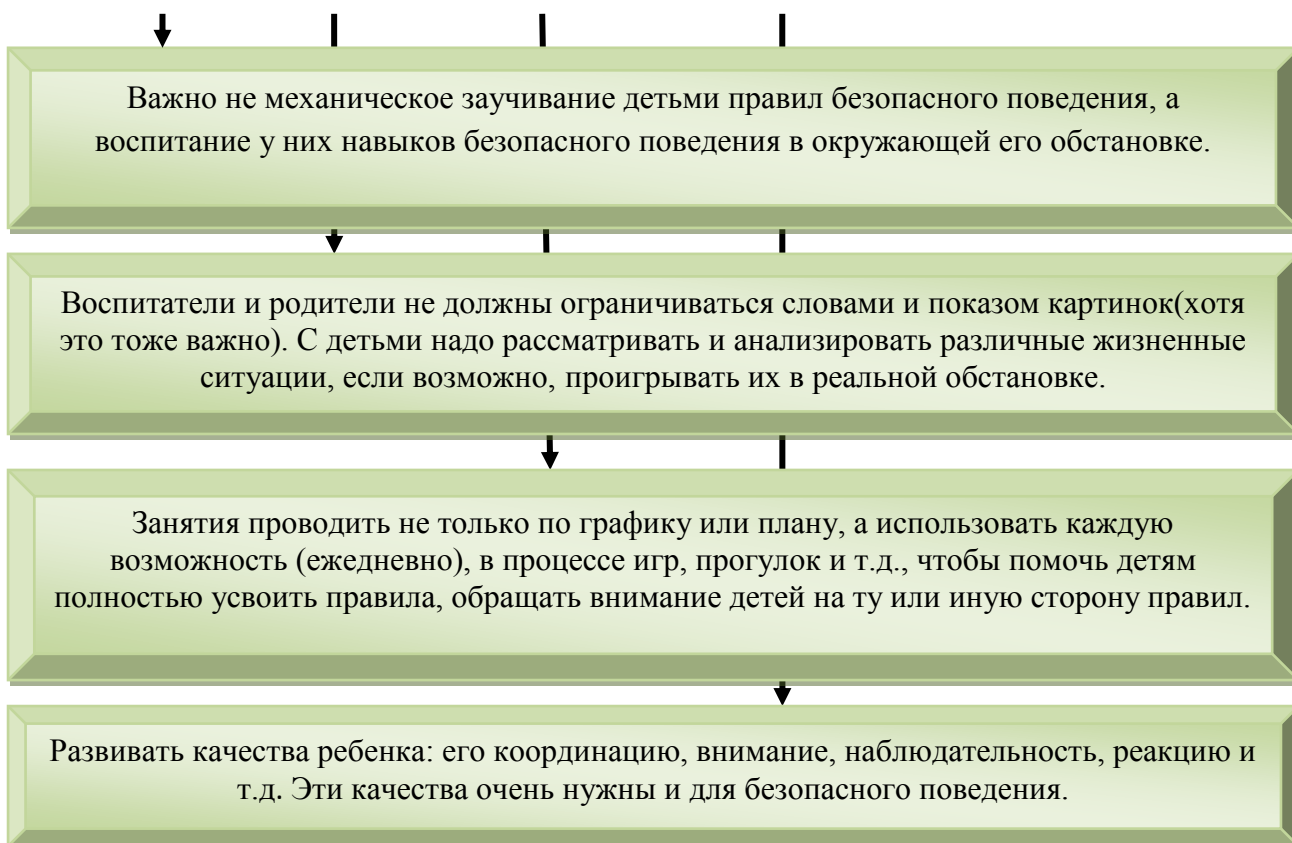 Важно не механическое заучивание детьми правил безопасного поведения, а
воспитание у них навыков безопасного поведения в окружающей его обстановке.
Воспитатели и родители не должны ограничиваться словами и показом картинок(хотя
это тоже важно). С детьми надо рассматривать и анализировать различные жизненные
ситуации, если возможно, проигрывать их в реальной обстановке.
Занятия проводить не только по графику или плану, а использовать каждую
возможность (ежедневно), в процессе игр, прогулок и т.д., чтобы помочь детям
полностью усвоить правила, обращать внимание детей на ту или иную сторону правил.
Развивать качества ребенка: его координацию, внимание, наблюдательность, реакцию и
т.д. Эти качества очень нужны и для безопасного поведения.